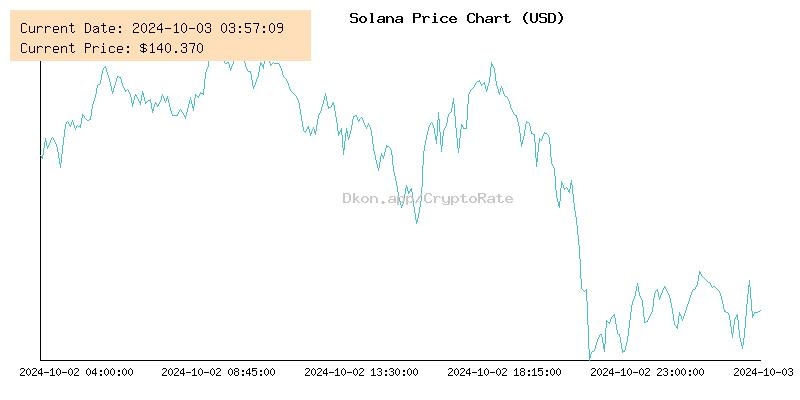 Solana Price Chart (USD)
Current Date: 2024-10-03 03:57:09
Current Price: $140.370
Dkon.app/CryptoRate
2024-10-02 04:00:00 2024-10-02 08:45:00 2024-10-02 13:30:00 2024-10-02 18:15:00 2024-10-02 23:00:00 2024-10-03